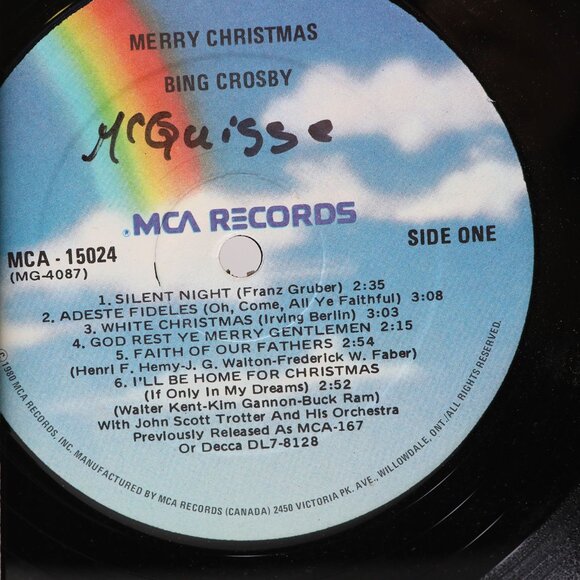 MERRY CHRISTMAS
BING CROSBY
McQuisse
MCA RECORDS
MCA - 15024
(MG-4087)
SIDE ONE
1. SILENT NIGHT (Franz Gruber) 2:35
2. ADESTE FIDELES (Oh, Come, All Ye Faithful) 3:08
3. WHITE CHRISTMAS (Irving Berlin) 3:03
4. GOD REST YE MERRY GENTLEMEN 2:15
5. FAITH OF OUR FATHERS 2:54
(Henri F. Hemy-J. G. Walton-Frederick W. Faber)
6. I'LL BE HOME FOR CHRISTMAS
(If Only In My Dreams) 2:52
(Walter Kent-Kim Gannon-Buck Ram)
With John Scott Trotter And His Orchestra
Previously Released As MCA-167
Or Decca DL7-8128
© 1980 MCA RECORDS, INC. MANUFACTURED BY MCA RECORDS (CANADA) 2450 VICTORIA PK. AVE., WILLOWDALE, ONT./ALL RIGHTS RESERVED.